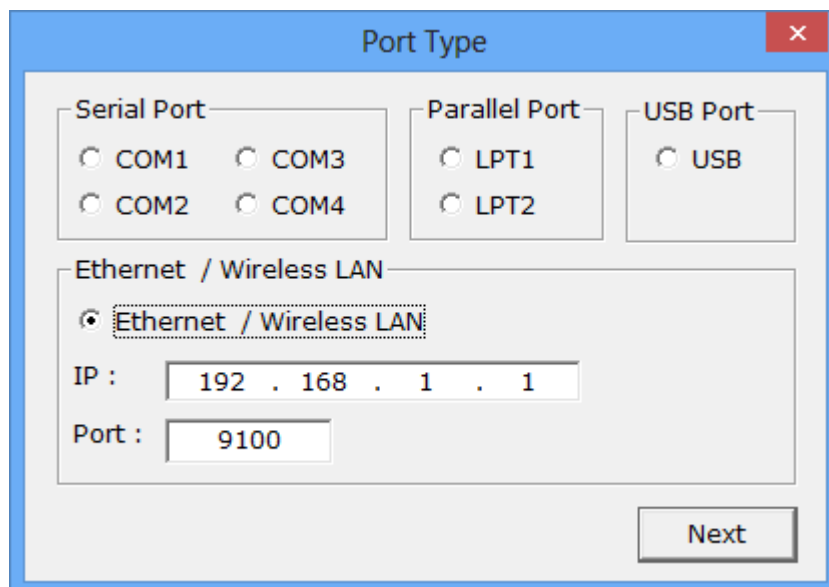 Port Type
Serial Port
COM1 COM3
COM2 COM4
Parallel Port
LPT1
LPT2
USB Port
USB
Ethernet / Wireless LAN
Ethernet / Wireless LAN
IP : 192 . 168 . 1 . 1
Port : 9100
Next